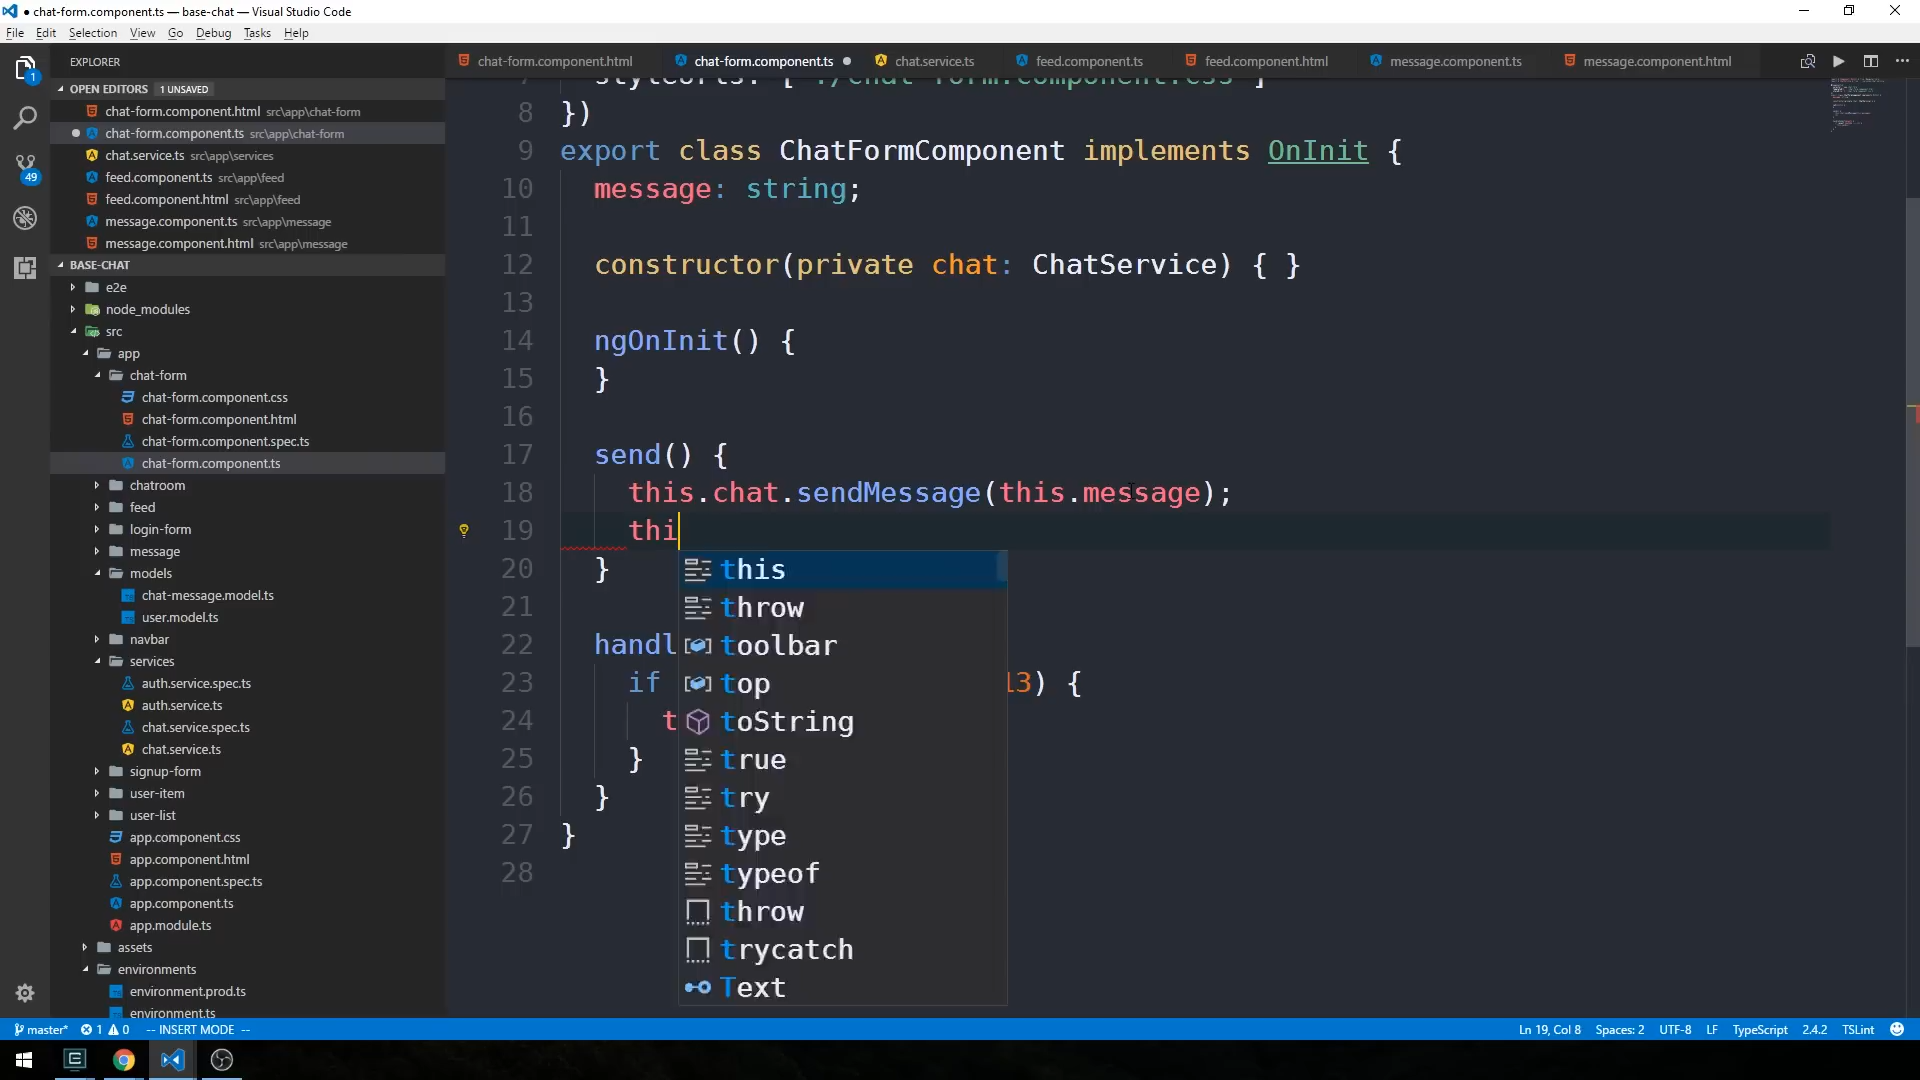 ● chat-form.component.ts — base-chat — Visual Studio Code
File Edit Selection View Go Debug Tasks Help
EXPLORER
OPEN EDITORS 1 UNSAVED
chat-form.component.html src\app\chat-form
● chat-form.component.ts src\app\chat-form
chat.service.ts src\app\services
feed.component.ts src\app\feed
feed.component.html src\app\feed
message.component.ts src\app\message
message.component.html src\app\message
BASE-CHAT
e2e
node_modules
src
app
chat-form
chat-form.component.css
chat-form.component.html
chat-form.component.spec.ts
chat-form.component.ts
chatroom
feed
login-form
message
models
chat-message.model.ts
user.model.ts
navbar
services
auth.service.spec.ts
auth.service.ts
chat.service.spec.ts
chat.service.ts
signup-form
user-item
user-list
app.component.css
app.component.html
app.component.spec.ts
app.component.ts
app.module.ts
assets
environments
environment.prod.ts
environment.ts
1
49
chat-form.component.html chat-form.component.ts ● chat.service.ts feed.component.ts feed.component.html message.component.ts message.component.html
styleUrls: ['./chat-form.component.css']
8 })
9 export class ChatFormComponent implements OnInit {
10 message: string;
11
12 constructor(private chat: ChatService) { }
13
14 ngOnInit() {
15 }
16
17 send() {
18 this.chat.sendMessage(this.message);
19 thi
20 }
21
22 handl
23 if 13) {
24 t
25 }
26 }
27 }
28
this
throw
toolbar
top
toString
true
try
type
typeof
throw
trycatch
Text
master* 1 0 -- INSERT MODE -- Ln 19, Col 8 Spaces: 2 UTF-8 LF TypeScript 2.4.2 TSLint